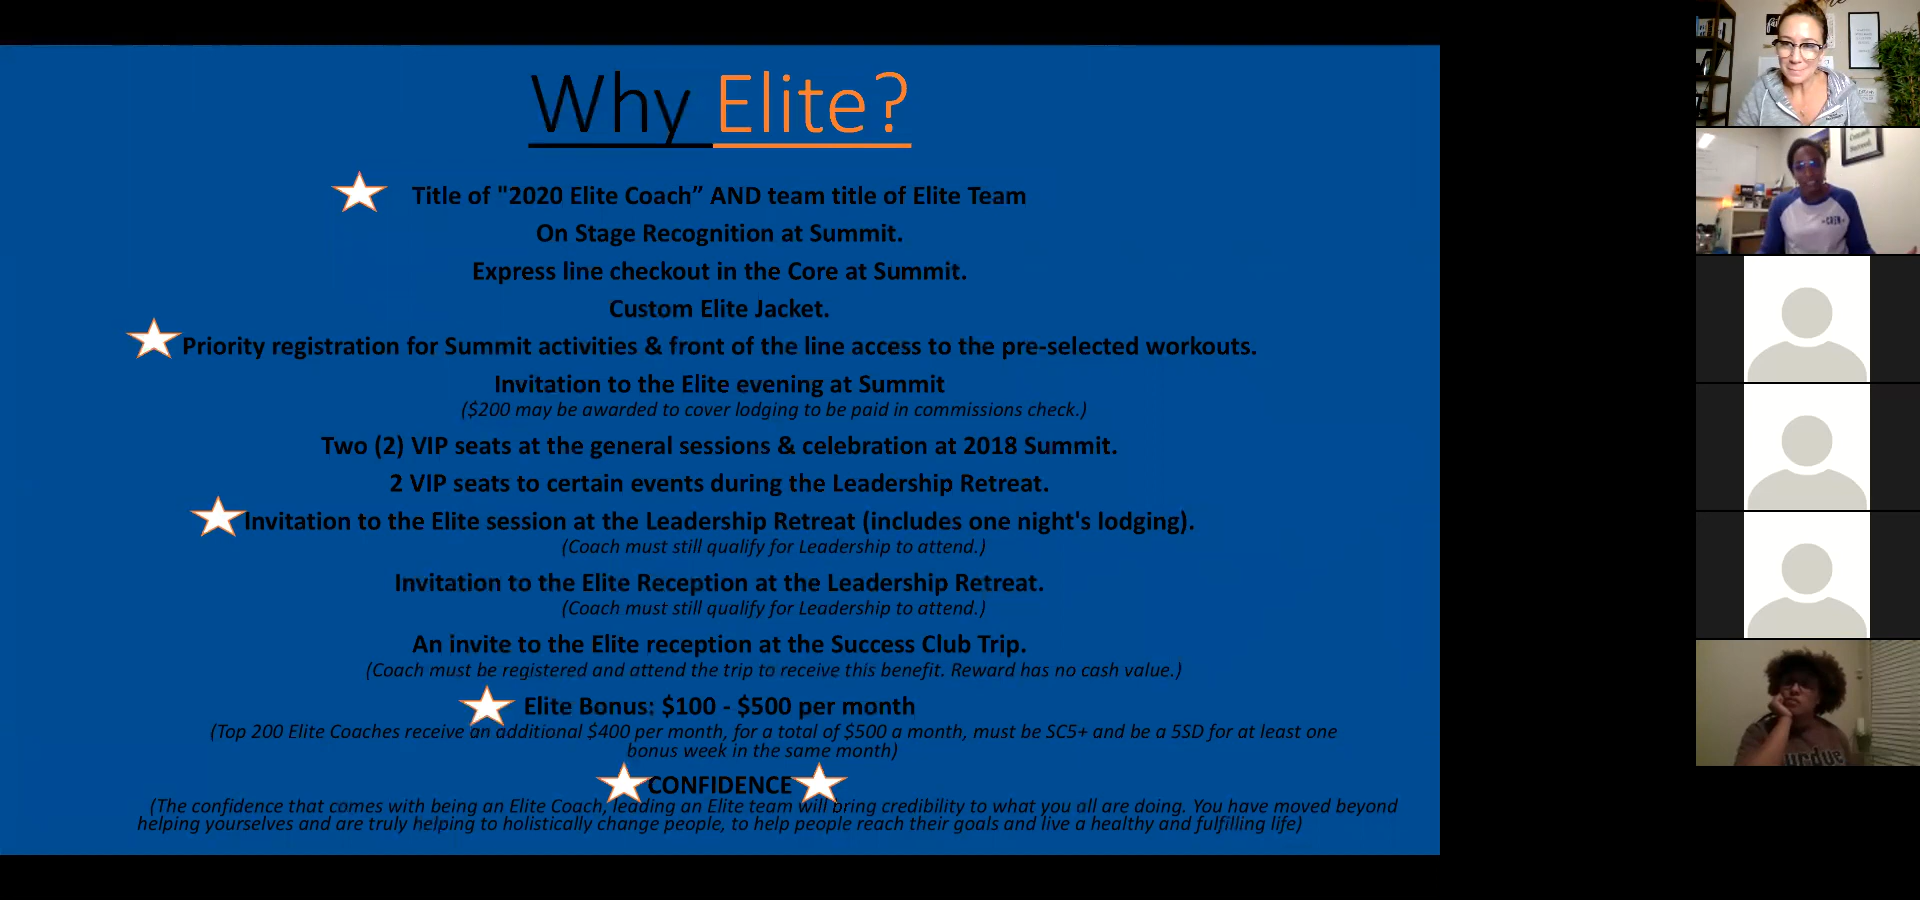 Why Elite?
Title of "2020 Elite Coach” AND team title of Elite Team
On Stage Recognition at Summit.
Express line checkout in the Core at Summit.
Custom Elite Jacket.
Priority registration for Summit activities & front of the line access to the pre-selected workouts.
Invitation to the Elite evening at Summit
($200 may be awarded to cover lodging to be paid in commissions check.)
Two (2) VIP seats at the general sessions & celebration at 2018 Summit.
2 VIP seats to certain events during the Leadership Retreat.
Invitation to the Elite session at the Leadership Retreat (includes one night's lodging).
(Coach must still qualify for Leadership to attend.)
Invitation to the Elite Reception at the Leadership Retreat.
(Coach must still qualify for Leadership to attend.)
An invite to the Elite reception at the Success Club Trip.
(Coach must be registered and attend the trip to receive this benefit. Reward has no cash value.)
Elite Bonus: $100 - $500 per month
(Top 200 Elite Coaches receive an additional $400 per month, for a total of $500 a month, must be SC5+ and be a 5SD for at least one
bonus week in the same month)
CONFIDENCE
(The confidence that comes with being an Elite Coach, leading an Elite team will bring credibility to what you all are doing. You have moved beyond
helping yourselves and are truly helping to holistically change people, to help people reach their goals and live a healthy and fulfilling life)